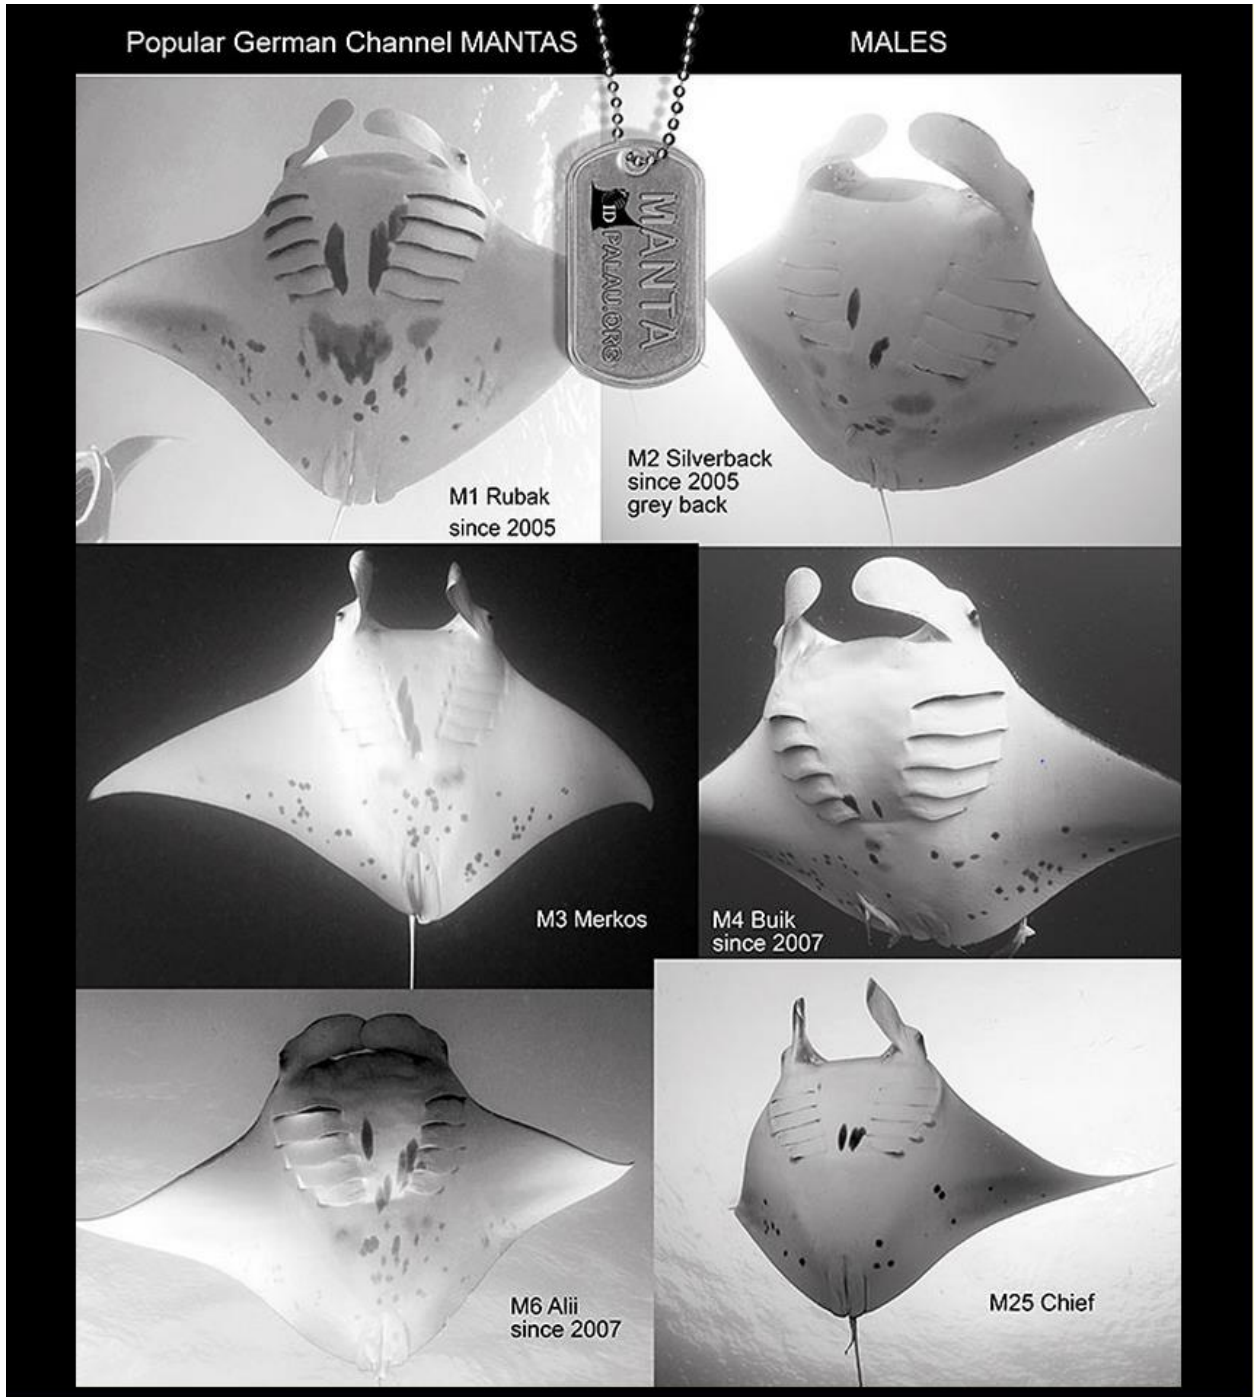 Popular German Channel MANTAS
MALES
MANTA
ID PALAU.ORG
M1 Rubak
since 2005
M2 Silverback
since 2005
grey back
M3 Merkos
M4 Buik
since 2007
M6 Alii
since 2007
M25 Chief